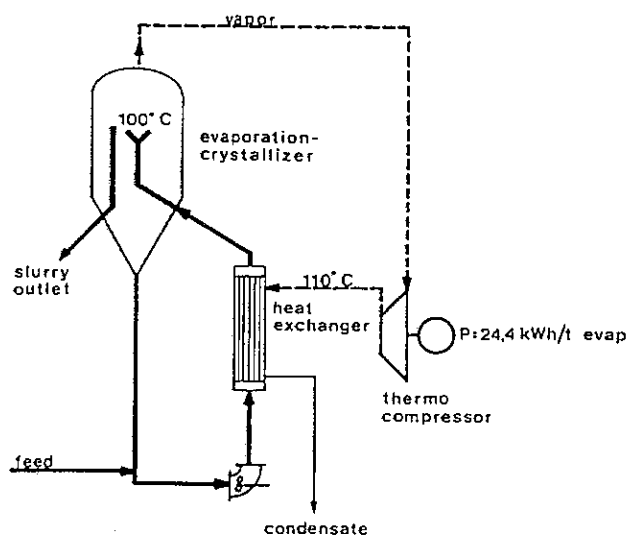 vapor
100° C
evaporation-
crystallizer
slurry
outlet
110° C
heat
exchanger
P:24,4 kWh/t evap
thermo
compressor
feed
condensate